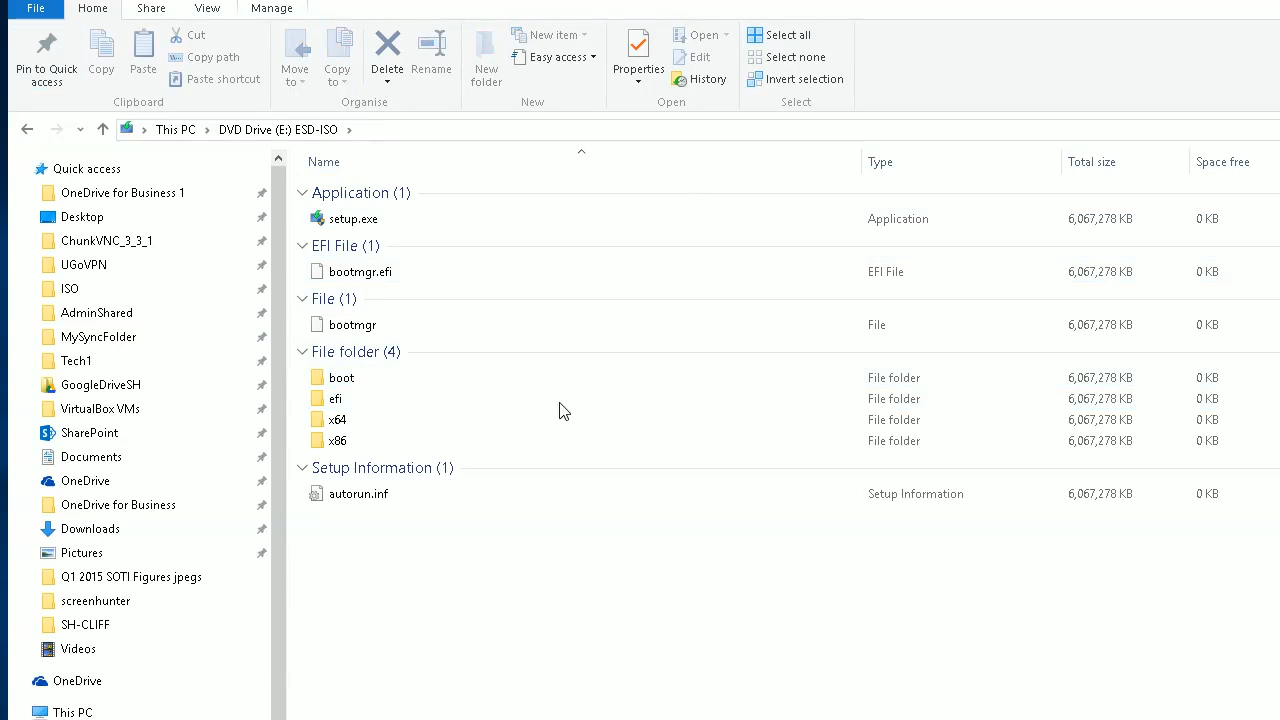 File Home Share View Manage
Pin to Quick access
Copy
Paste
Cut
Copy path
Paste shortcut
Clipboard
Move to
Copy to
Delete
Rename
Organise
New folder
New item
Easy access
New
Properties
Open
Edit
History
Open
Select all
Select none
Invert selection
Select
This PC > DVD Drive (E:) ESD-ISO >
Quick access
OneDrive for Business 1
Desktop
ChunkVNC_3_3_1
UGoVPN
ISO
AdminShared
MySyncFolder
Tech1
GoogleDriveSH
VirtualBox VMs
SharePoint
Documents
OneDrive
OneDrive for Business
Downloads
Pictures
Q1 2015 SOTI Figures jpegs
screenhunter
SH-CLIFF
Videos
OneDrive
This PC
Name Type Total size Space free
Application (1)
setup.exe Application 6,067,278 KB 0 KB
EFI File (1)
bootmgr.efi EFI File 6,067,278 KB 0 KB
File (1)
bootmgr File 6,067,278 KB 0 KB
File folder (4)
boot File folder 6,067,278 KB 0 KB
efi File folder 6,067,278 KB 0 KB
x64 File folder 6,067,278 KB 0 KB
x86 File folder 6,067,278 KB 0 KB
Setup Information (1)
autorun.inf Setup Information 6,067,278 KB 0 KB